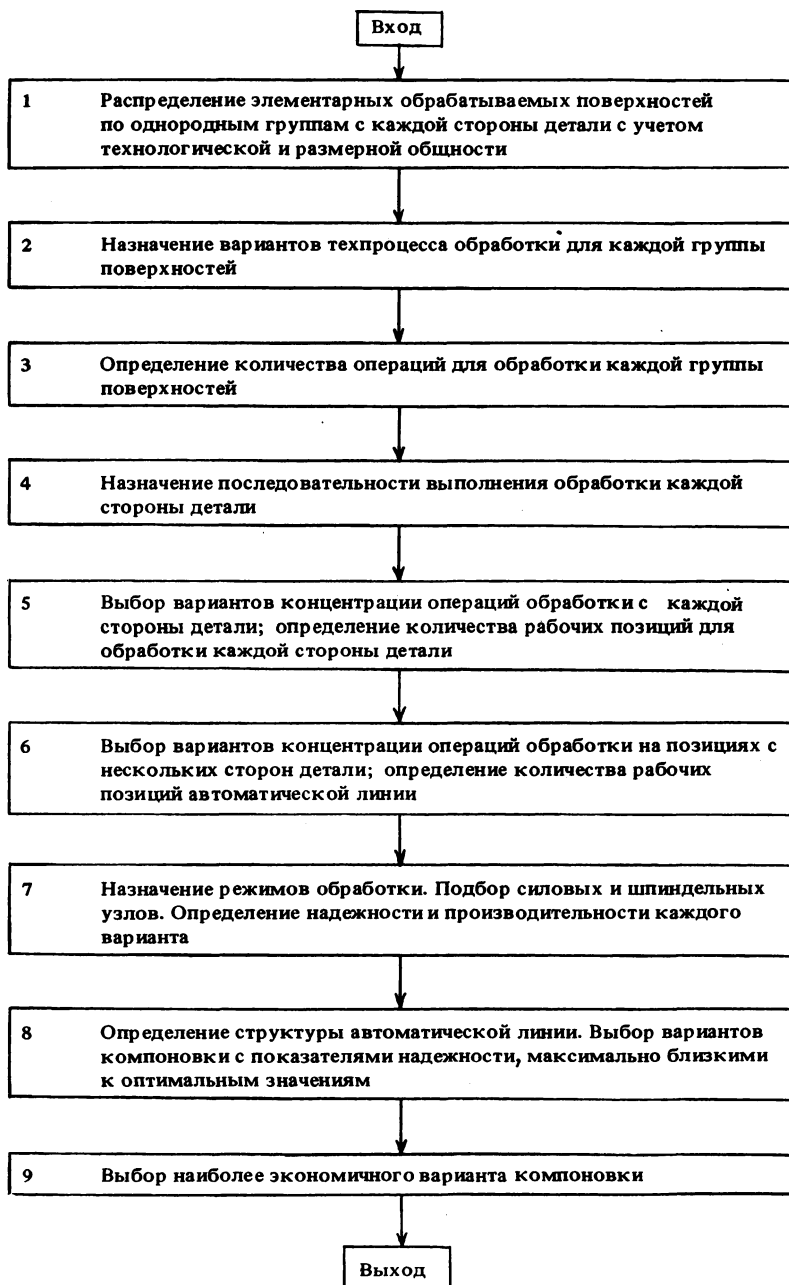 Вход
1 Распределение элементарных обрабатываемых поверхностей
по однородным группам с каждой стороны детали с учетом
технологической и размерной общности
2 Назначение вариантов техпроцесса обработки для каждой группы
поверхностей
3 Определение количества операций для обработки каждой группы
поверхностей
4 Назначение последовательности выполнения обработки каждой
стороны детали
5 Выбор вариантов концентрации операций обработки с каждой
стороны детали; определение количества рабочих позиций для
обработки каждой стороны детали
6 Выбор вариантов концентрации операций обработки на позициях с
нескольких сторон детали; определение количества рабочих
позиций автоматической линии
7 Назначение режимов обработки. Подбор силовых и шпиндельных
узлов. Определение надежности и производительности каждого
варианта
8 Определение структуры автоматической линии. Выбор вариантов
компоновки с показателями надежности, максимально близкими
к оптимальным значениям
9 Выбор наиболее экономичного варианта компоновки
Выход